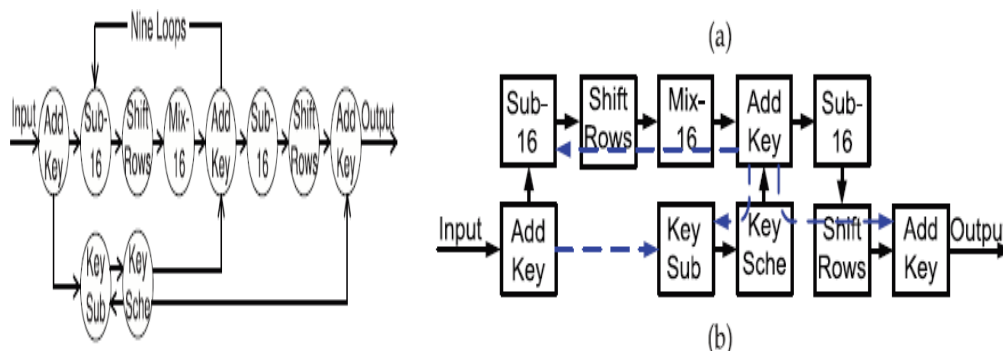 Nine Loops
Input
Add
Key
Sub-
16
Shift
Rows
Mix-
16
Add
Key
Sub-
16
Shift
Rows
Add
Key
Output
Key
Sub
Key
Sche
(a)
Sub-
16
Shift
Rows
Mix-
16
Add
Key
Sub-
16
Input
Add
Key
Key
Sub
Key
Sche
Shift
Rows
Add
Key
Output
(b)